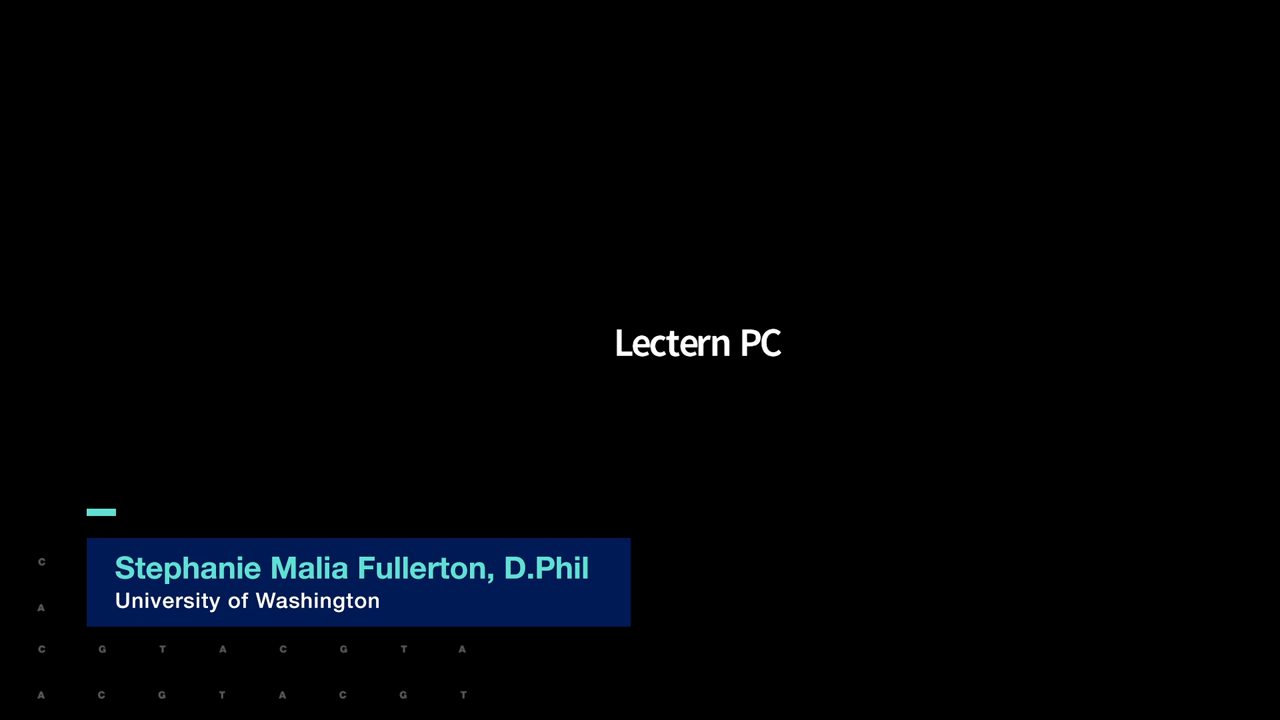 Lectern PC
Stephanie Malia Fullerton, D.Phil
C
University of Washington
A
C G T A C G T A
A C G T A C G T